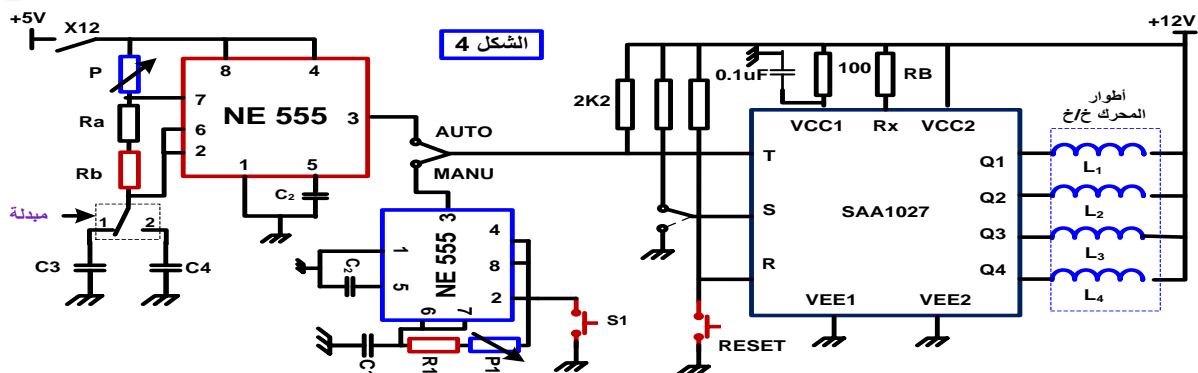 +5V
X12
الشكل 4
+12V
P
8
4
7
Ra
6
2
NE 555
3
Rb
1
5
C2
مبدلة
1
2
C3
C4
AUTO
MANU
3
1
4
8
C2
5
NE 555
2
6
7
R1
P1
S1
2K2
0.1uF
100
RB
VCC1
Rx
VCC2
أطوار
المحرك خ/خ
T
Q1
L1
Q2
L2
S
SAA1027
Q3
L3
R
Q4
L4
VEE1
VEE2
RESET